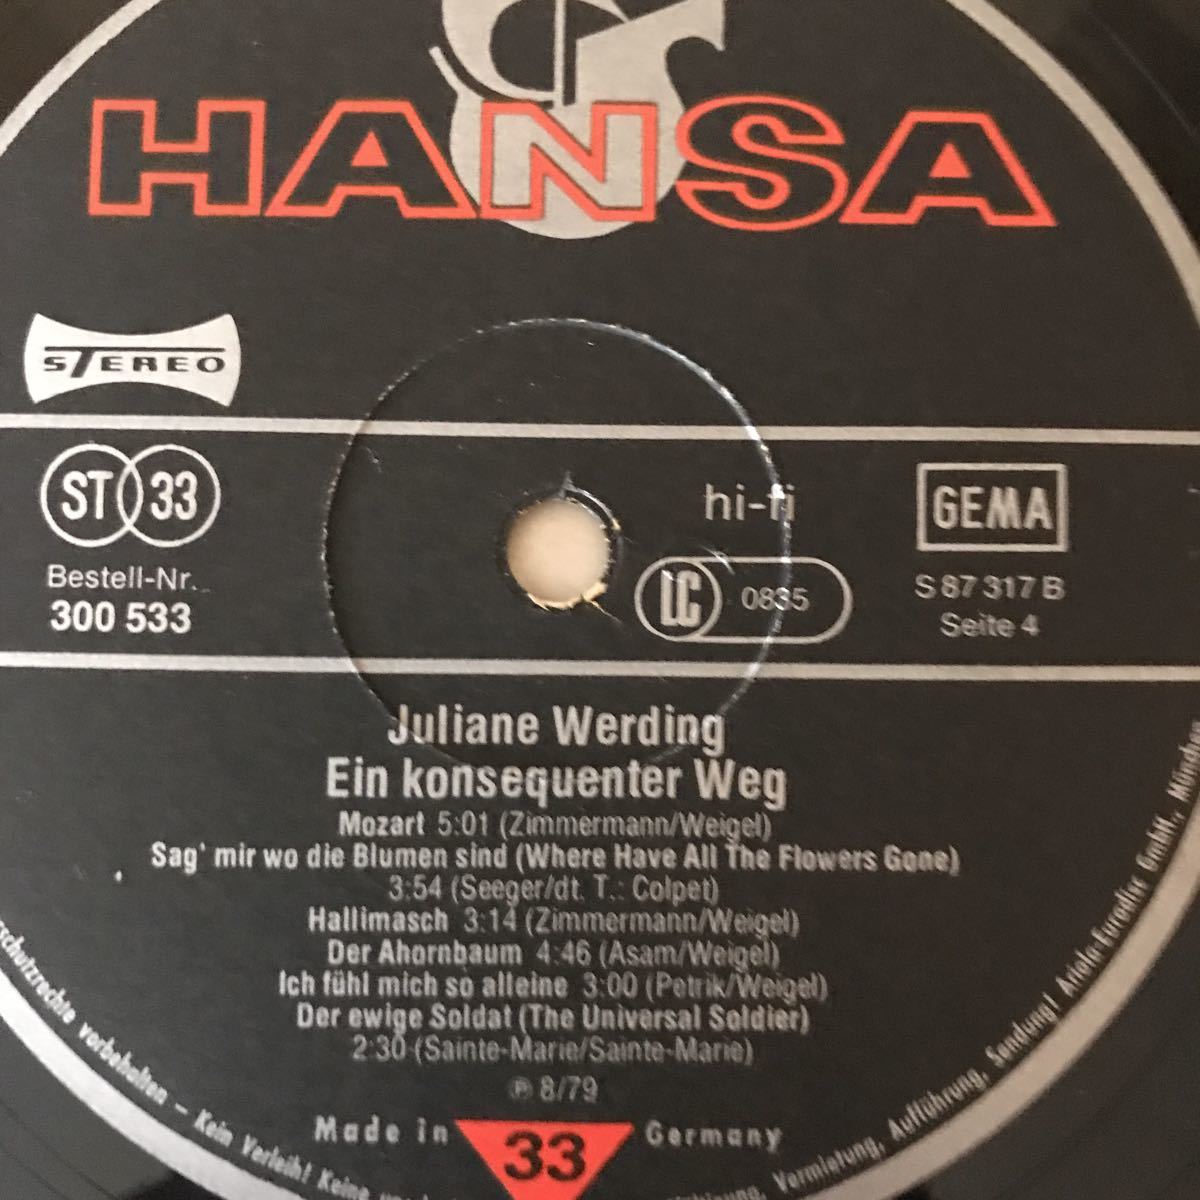 HANSA
STEREO
ST 33
Bestell-Nr.
300 533
hi-fi
LC 0835
GEMA
S 87 317 B
Seite 4
Juliane Werding
Ein konsequenter Weg
Mozart 5:01 (Zimmermann/Weigel)
Sag' mir wo die Blumen sind (Where Have All The Flowers Gone)
3:54 (Seeger/dt. T.: Colpet)
Hallimasch 3:14 (Zimmermann/Weigel)
Der Ahornbaum 4:46 (Asam/Weigel)
Ich fühl mich so alleine 3:00 (Petrik/Weigel)
Der ewige Soldat (The Universal Soldier)
2:30 (Sainte-Marie/Sainte-Marie)
℗ 8/79
Made in 33 Germany
vorbehalten – Kein Verleih! Keine
Vermietung, Aufführung, Sendung! Ariola-Eurodisc GmbH., München